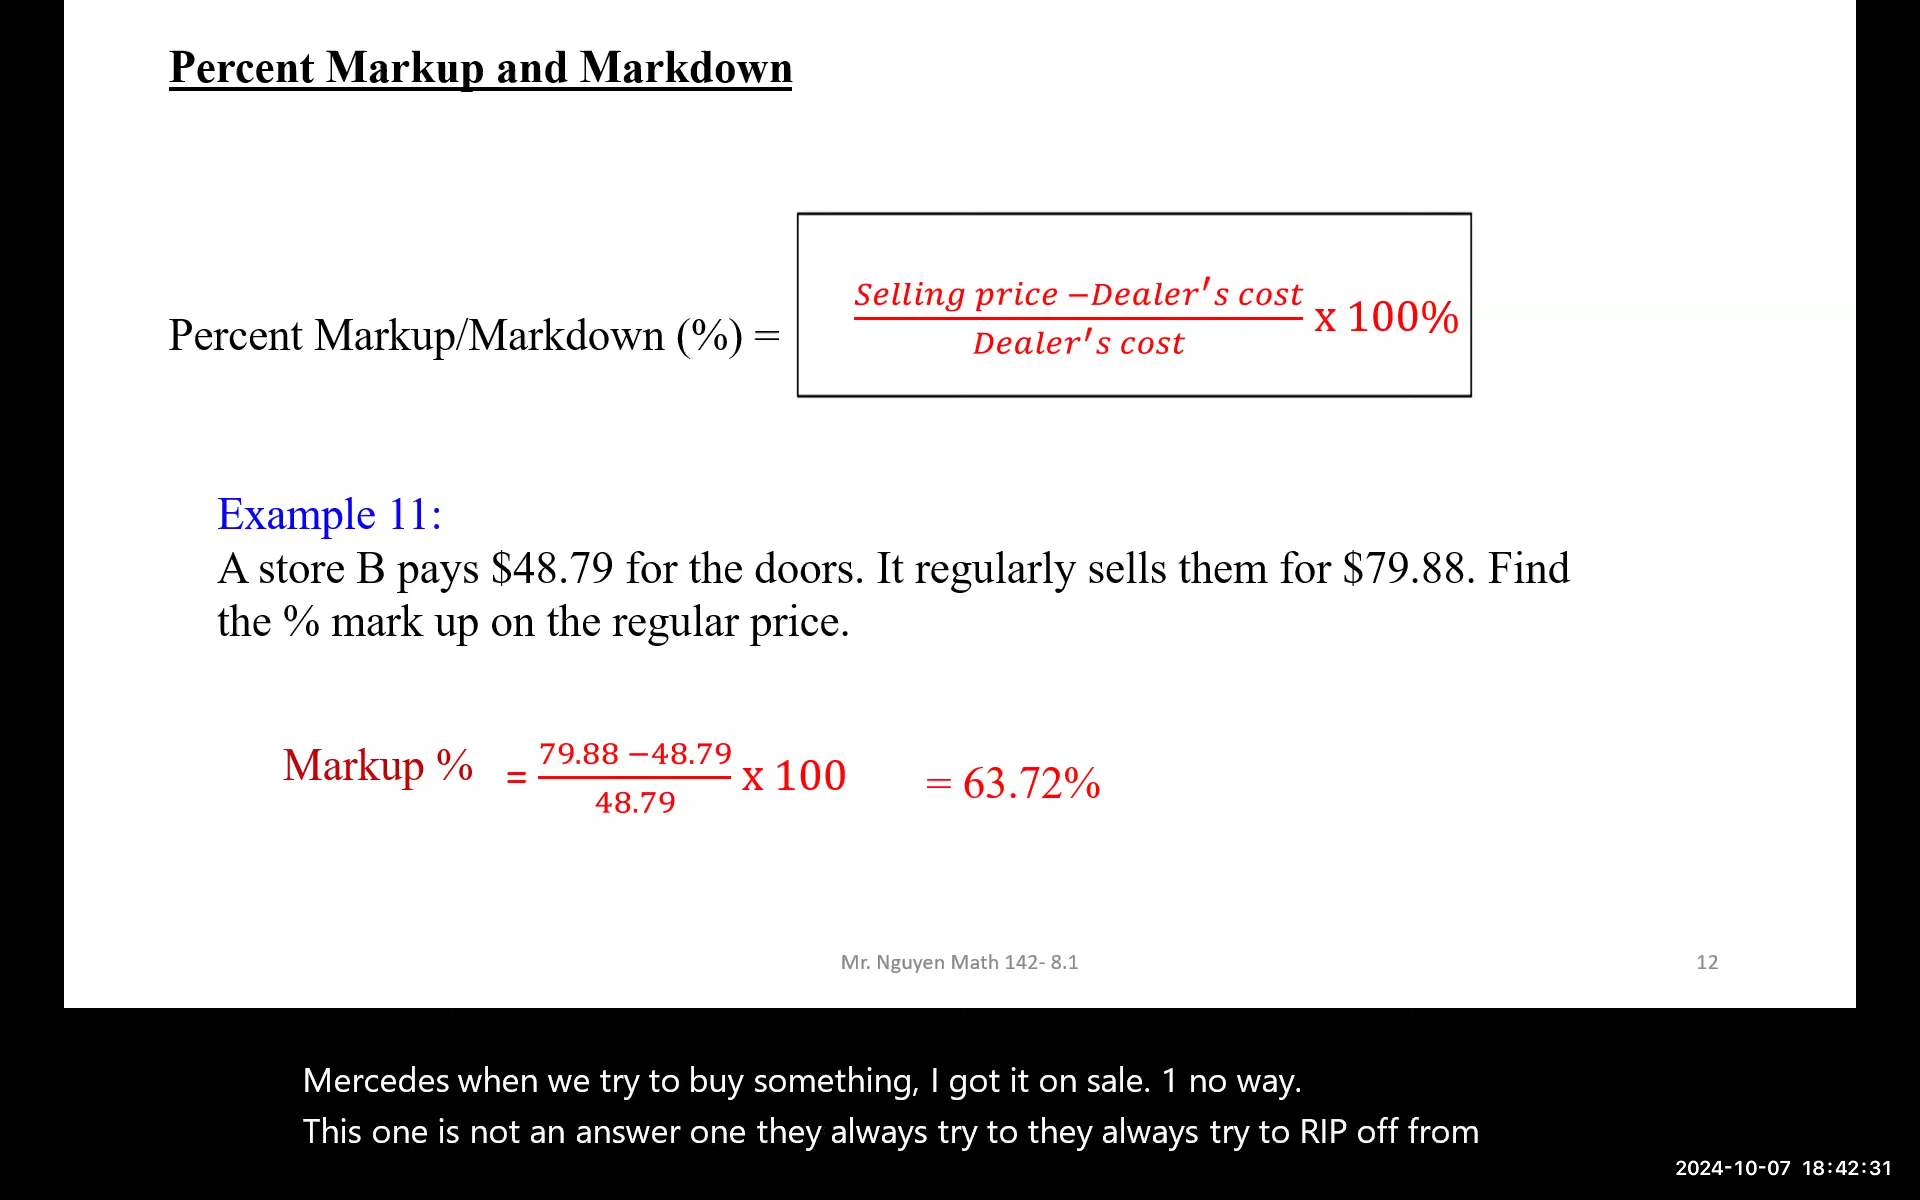 Percent Markup and Markdown
Percent Markup/Markdown (%) = Selling price −Dealer′s cost / Dealer′s cost x 100%
Example 11:
A store B pays $48.79 for the doors. It regularly sells them for $79.88. Find
the % mark up on the regular price.
Markup % = 79.88 −48.79 / 48.79 x 100 = 63.72%
Mr. Nguyen Math 142- 8.1 12
Mercedes when we try to buy something, I got it on sale. 1 no way.
This one is not an answer one they always try to they always try to RIP off from
2024-10-07 18:42:31